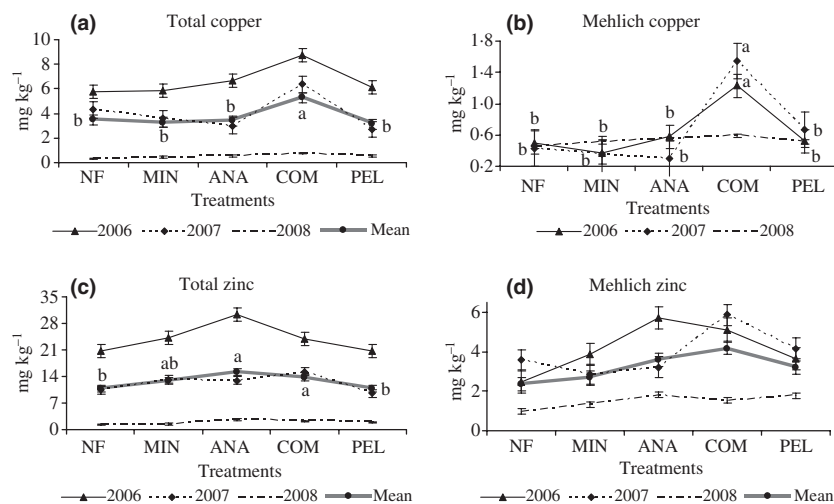 (a) Total copper
10
8
6
4
2
0
mg kg⁻¹
b b b a b
NF MIN ANA COM PEL
Treatments
2006 2007 2008 Mean
(b) Mehlich copper
1·8
1·4
1·0
0·6
0·2
mg kg⁻¹
a
a
b b b b
b b b b
NF MIN ANA COM PEL
Treatments
2006 2007 2008
(c) Total zinc
35
28
21
14
7
0
mg kg⁻¹
b ab a a b
NF MIN ANA COM PEL
Treatments
2006 2007 2008 Mean
(d) Mehlich zinc
6
4
2
0
mg kg⁻¹
NF MIN ANA COM PEL
Treatments
2006 2007 2008 Mean